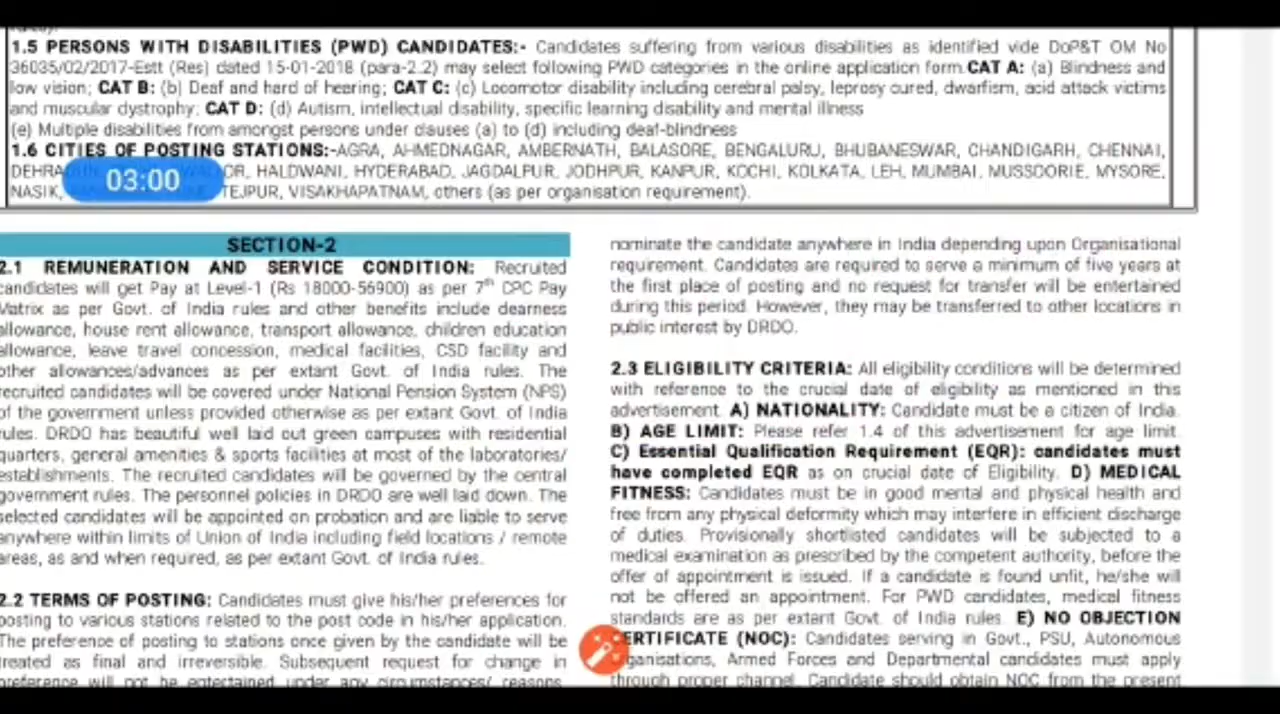 1.5 PERSONS WITH DISABILITIES (PWD) CANDIDATES:- Candidates suffering from various disabilities as identified vide DoP&T OM No
36035/02/2017-Estt (Res) dated 15-01-2018 (para-2.2) may select following PWD categories in the online application form.CAT A: (a) Blindness and
low vision; CAT B: (b) Deaf and hard of hearing; CAT C: (c) Locomotor disability including cerebral palsy, leprosy cured, dwarfism, acid attack victims
and muscular dystrophy; CAT D: (d) Autism, intellectual disability, specific learning disability and mental illness
(e) Multiple disabilities from amongst persons under clauses (a) to (d) including deaf-blindness
1.6 CITIES OF POSTING STATIONS:-AGRA, AHMEDNAGAR, AMBERNATH, BALASORE, BENGALURU, BHUBANESWAR, CHANDIGARH, CHENNAI,
HALDWANI, HYDERABAD, JAGDALPUR, JODHPUR, KANPUR, KOCHI, KOLKATA, LEH, MUMBAI, MUSSOORIE, MYSORE,
03:00
NASIK, TEJPUR, VISAKHAPATNAM, others (as per organisation requirement).
SECTION-2
2.1 REMUNERATION AND SERVICE CONDITION: Recruited
candidates will get Pay at Level-1 (Rs 18000-56900) as per 7th CPC Pay
Matrix as per Govt. of India rules and other benefits include dearness
allowance, house rent allowance, transport allowance, children education
allowance, leave travel concession, medical facilities, CSD facility and
other allowances/advances as per extant Govt. of India rules. The
recruited candidates will be covered under National Pension System (NPS)
of the government unless provided otherwise as per extant Govt. of India
rules. DRDO has beautiful well laid out green campuses with residential
quarters, general amenities & sports facilities at most of the laboratories/
establishments. The recruited candidates will be governed by the central
government rules. The personnel policies in DRDO are well laid down. The
selected candidates will be appointed on probation and are liable to serve
anywhere within limits of Union of India including field locations / remote
areas, as and when required, as per extant Govt. of India rules.
2.2 TERMS OF POSTING: Candidates must give his/her preferences for
posting to various stations related to the post code in his/her application.
The preference of posting to stations once given by the candidate will be
treated as final and irreversible. Subsequent request for change in
preference will not be entertained under any circumstances/ reasons.
nominate the candidate anywhere in India depending upon Organisational
requirement. Candidates are required to serve a minimum of five years at
the first place of posting and no request for transfer will be entertained
during this period. However, they may be transferred to other locations in
public interest by DRDO.
2.3 ELIGIBILITY CRITERIA: All eligibility conditions will be determined
with reference to the crucial date of eligibility as mentioned in this
advertisement. A) NATIONALITY: Candidate must be a citizen of India.
B) AGE LIMIT: Please refer 1.4 of this advertisement for age limit.
C) Essential Qualification Requirement (EQR): candidates must
have completed EQR as on crucial date of Eligibility. D) MEDICAL
FITNESS: Candidates must be in good mental and physical health and
free from any physical deformity which may interfere in efficient discharge
of duties. Provisionally shortlisted candidates will be subjected to a
medical examination as prescribed by the competent authority, before the
offer of appointment is issued. If a candidate is found unfit, he/she will
not be offered an appointment. For PWD candidates, medical fitness
standards are as per extant Govt. of India rules. E) NO OBJECTION
CERTIFICATE (NOC): Candidates serving in Govt., PSU, Autonomous
Organisations, Armed Forces and Departmental candidates must apply
through proper channel. Candidate should obtain NOC from the present